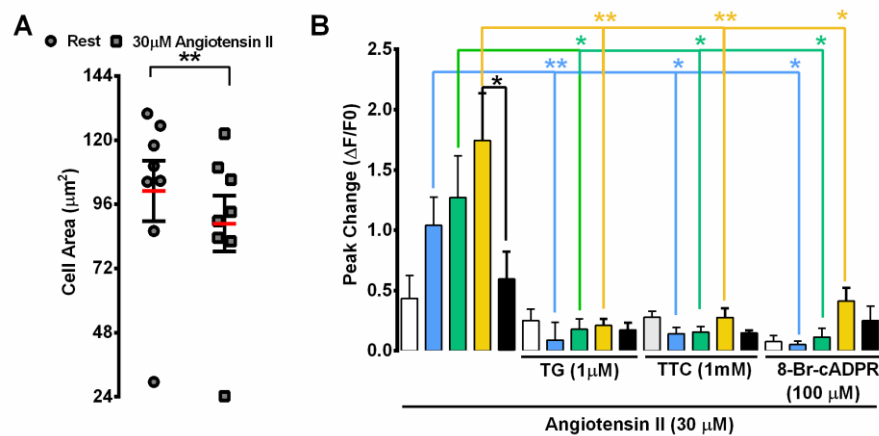 A
Rest 30μM Angiotensin II
**
144
120
96
72
48
24
Cell Area (μm²)
B
** ** *
* * *
** * *
*
2.5
2.0
1.5
1.0
0.5
0.0
Peak Change (ΔF/F0)
TG (1μM) TTC (1mM) 8-Br-cADPR
(100 μM)
Angiotensin II (30 μM)